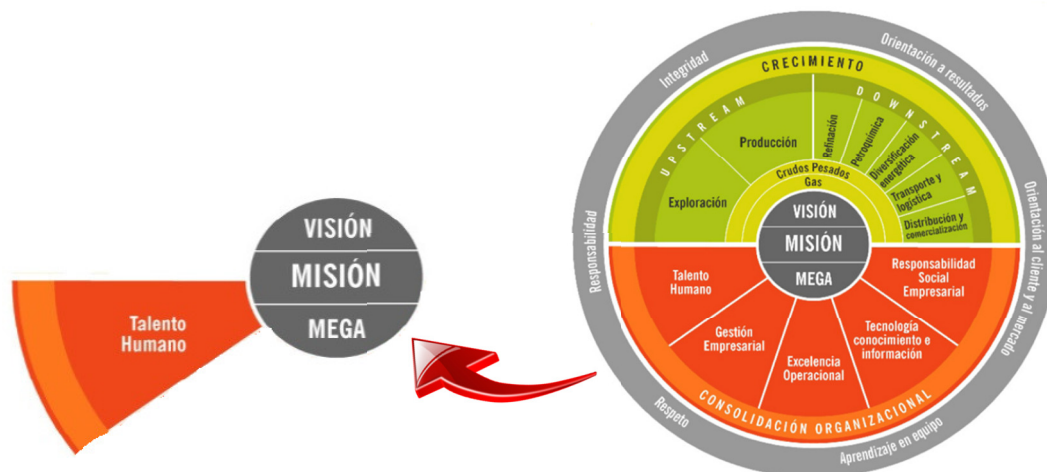 VISIÓN
MISIÓN
MEGA
Talento
Humano
Integridad
Orientación a resultados
Orientación al cliente y al mercado
Aprendizaje en equipo
Respeto
Responsabilidad
CRECIMIENTO
UPSTREAM
DOWNSTREAM
Exploración
Producción
Refinación
Petroquímica
Diversificación
energética
Transporte y
logística
Distribución y
comercialización
Crudos Pesados
Gas
VISIÓN
MISIÓN
MEGA
Talento
Humano
Gestión
Empresarial
Excelencia
Operacional
Tecnología
conocimiento e
información
Responsabilidad
Social
Empresarial
CONSOLIDACIÓN ORGANIZACIONAL